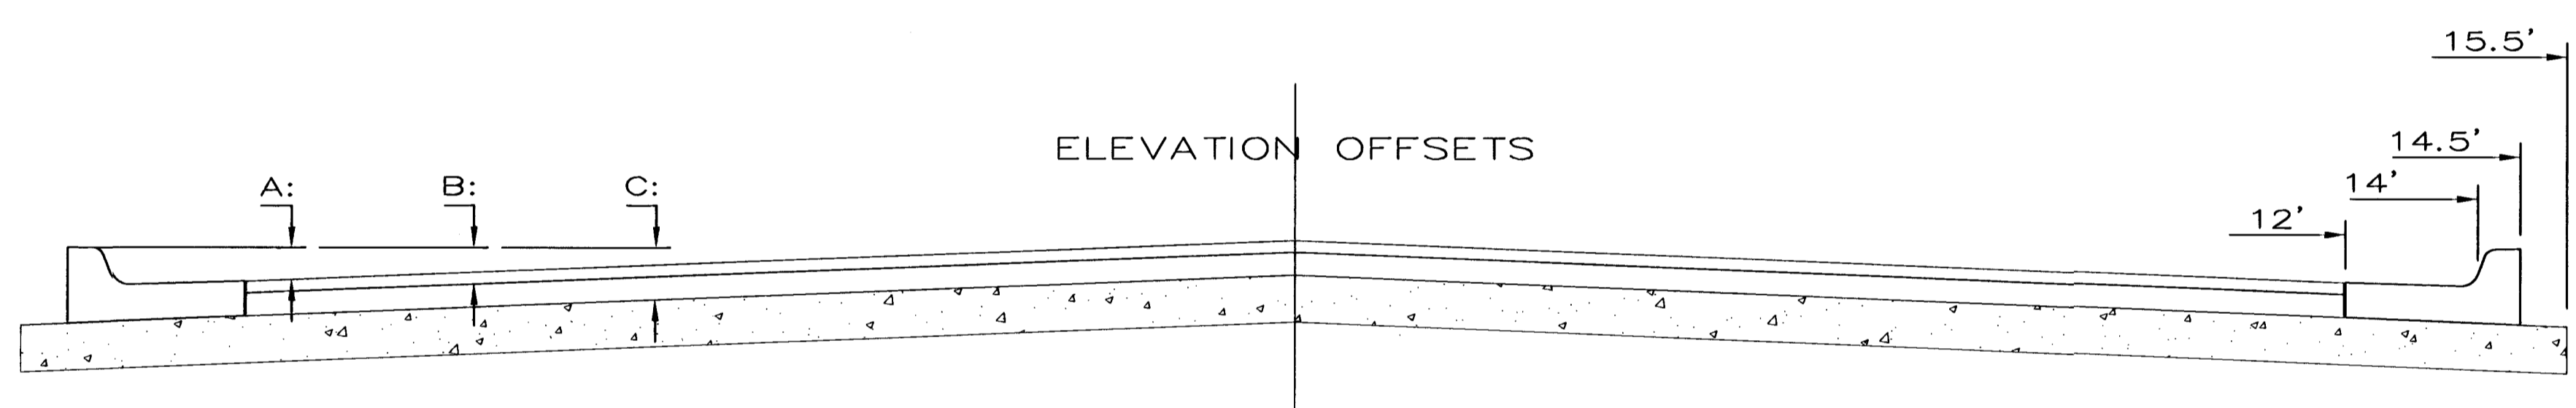 15.5'
ELEVATION OFFSETS
14.5'
A: B: C:
14'
12'